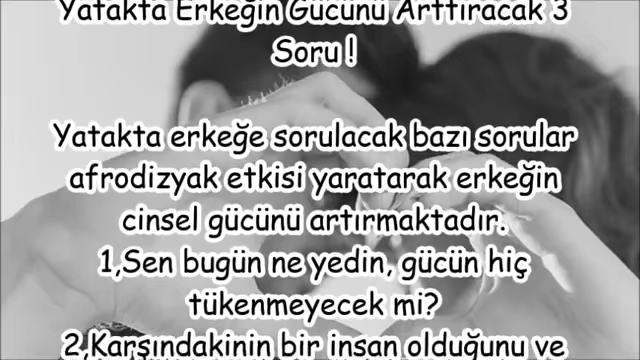 Yatakta Erkeğin Gücünü Arttıracak 3
Soru !
Yatakta erkeğe sorulacak bazı sorular
afrodizyak etkisi yaratarak erkeğin
cinsel gücünü artırmaktadır.
1,Sen bugün ne yedin, gücün hiç
tükenmeyecek mi?
2,Karşındakinin bir insan olduğunu ve